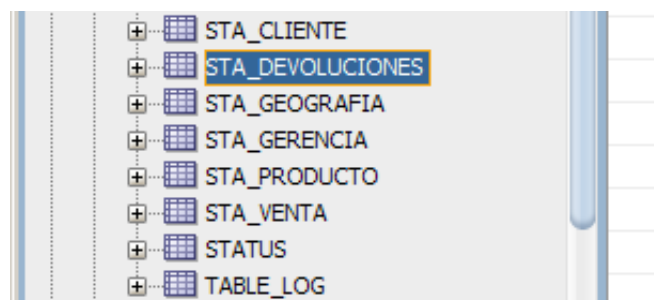 STA_CLIENTE
STA_DEVOLUCIONES
STA_GEOGRAFIA
STA_GERENCIA
STA_PRODUCTO
STA_VENTA
STATUS
TABLE_LOG